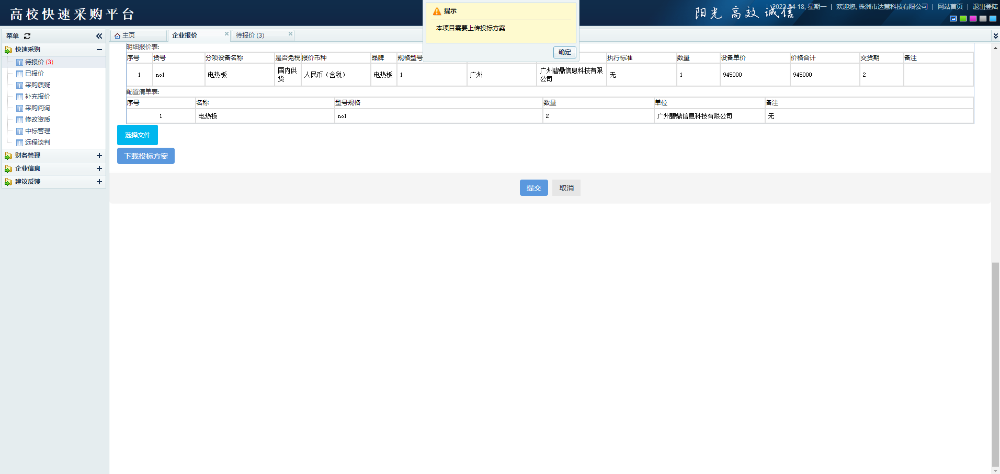 高校快速采购平台
阳光 高效 诚信
2022-04-18, 星期一 | 欢迎您, 株洲市达慧科技有限公司 | 网站首页 | 退出登陆
提示
本项目需要上传投标方案
确定
菜单
快速采购
待报价 (3)
已报价
采购质疑
补充报价
采购问询
修改资质
中标管理
远程谈判
财务管理
企业信息
建议反馈
主页 企业报价 待报价 (3)
明细报价表:
序号 货号 分项设备名称 是否免税 报价币种 品牌 规格型号 执行标准 数量 设备单价 价格合计 交货期 备注
1 no1 电热板 国内供货 人民币（含税） 电热板 1 广州 广州碧鼎信息科技有限公司 无 1 945000 945000 2
配置清单表:
序号 名称 型号规格 数量 单位 备注
1 电热板 no1 2 广州碧鼎信息科技有限公司 无
选择文件
下载投标方案
提交 取消